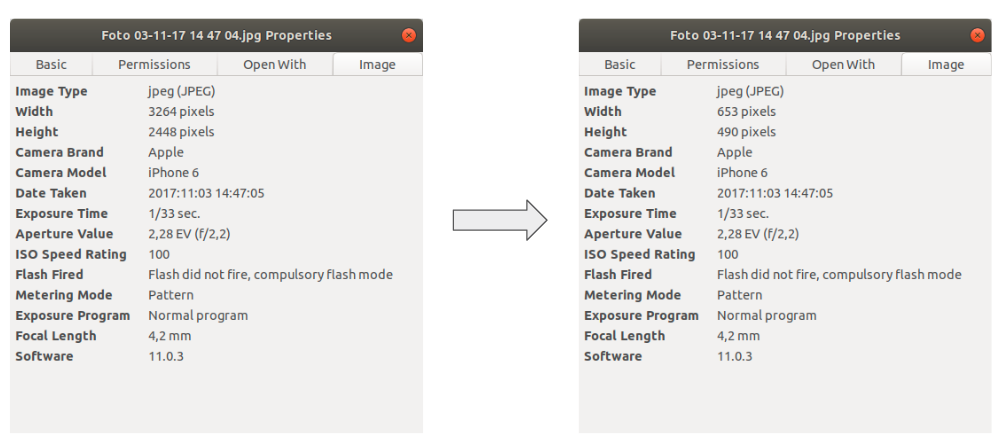 Foto 03-11-17 14 47 04.jpg Properties
Basic Permissions Open With Image
Image Type jpeg (JPEG)
Width 3264 pixels
Height 2448 pixels
Camera Brand Apple
Camera Model iPhone 6
Date Taken 2017:11:03 14:47:05
Exposure Time 1/33 sec.
Aperture Value 2,28 EV (f/2,2)
ISO Speed Rating 100
Flash Fired Flash did not fire, compulsory flash mode
Metering Mode Pattern
Exposure Program Normal program
Focal Length 4,2 mm
Software 11.0.3
Foto 03-11-17 14 47 04.jpg Properties
Basic Permissions Open With Image
Image Type jpeg (JPEG)
Width 653 pixels
Height 490 pixels
Camera Brand Apple
Camera Model iPhone 6
Date Taken 2017:11:03 14:47:05
Exposure Time 1/33 sec.
Aperture Value 2,28 EV (f/2,2)
ISO Speed Rating 100
Flash Fired Flash did not fire, compulsory flash mode
Metering Mode Pattern
Exposure Program Normal program
Focal Length 4,2 mm
Software 11.0.3